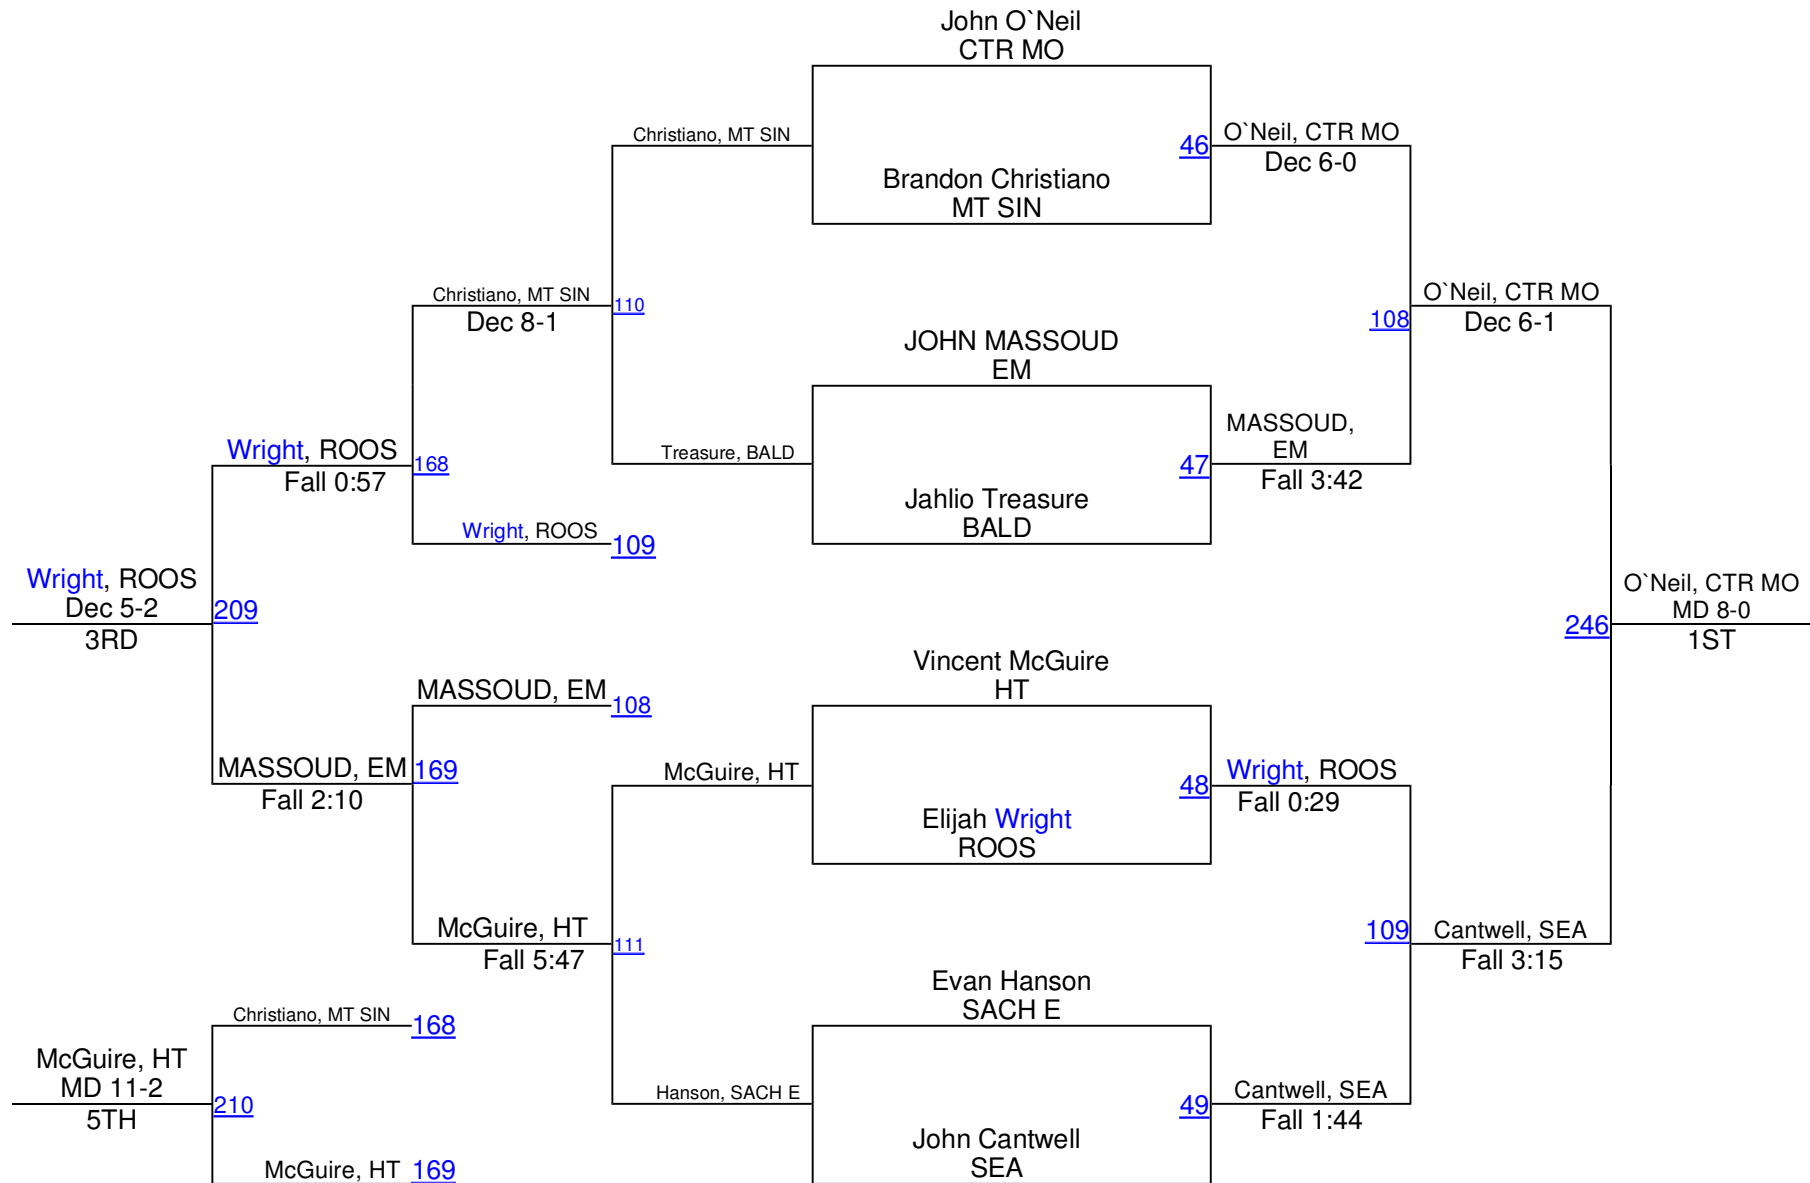 John O`Neil
CTR MO
Christiano, MT SIN
46
O`Neil, CTR MO
Dec 6-0
Brandon Christiano
MT SIN
Christiano, MT SIN
Dec 8-1
110
O`Neil, CTR MO
Dec 6-1
108
JOHN MASSOUD
EM
Wright, ROOS
Fall 0:57
168
Treasure, BALD
47
MASSOUD,
EM
Fall 3:42
Jahlio Treasure
BALD
Wright, ROOS
109
Wright, ROOS
Dec 5-2
3RD
209
O`Neil, CTR MO
MD 8-0
1ST
246
Vincent McGuire
HT
MASSOUD, EM
108
MASSOUD, EM
Fall 2:10
169
McGuire, HT
48
Wright, ROOS
Fall 0:29
Elijah Wright
ROOS
McGuire, HT
Fall 5:47
111
109
Cantwell, SEA
Fall 3:15
Evan Hanson
SACH E
Christiano, MT SIN
168
McGuire, HT
MD 11-2
5TH
210
Hanson, SACH E
49
Cantwell, SEA
Fall 1:44
John Cantwell
SEA
McGuire, HT
169